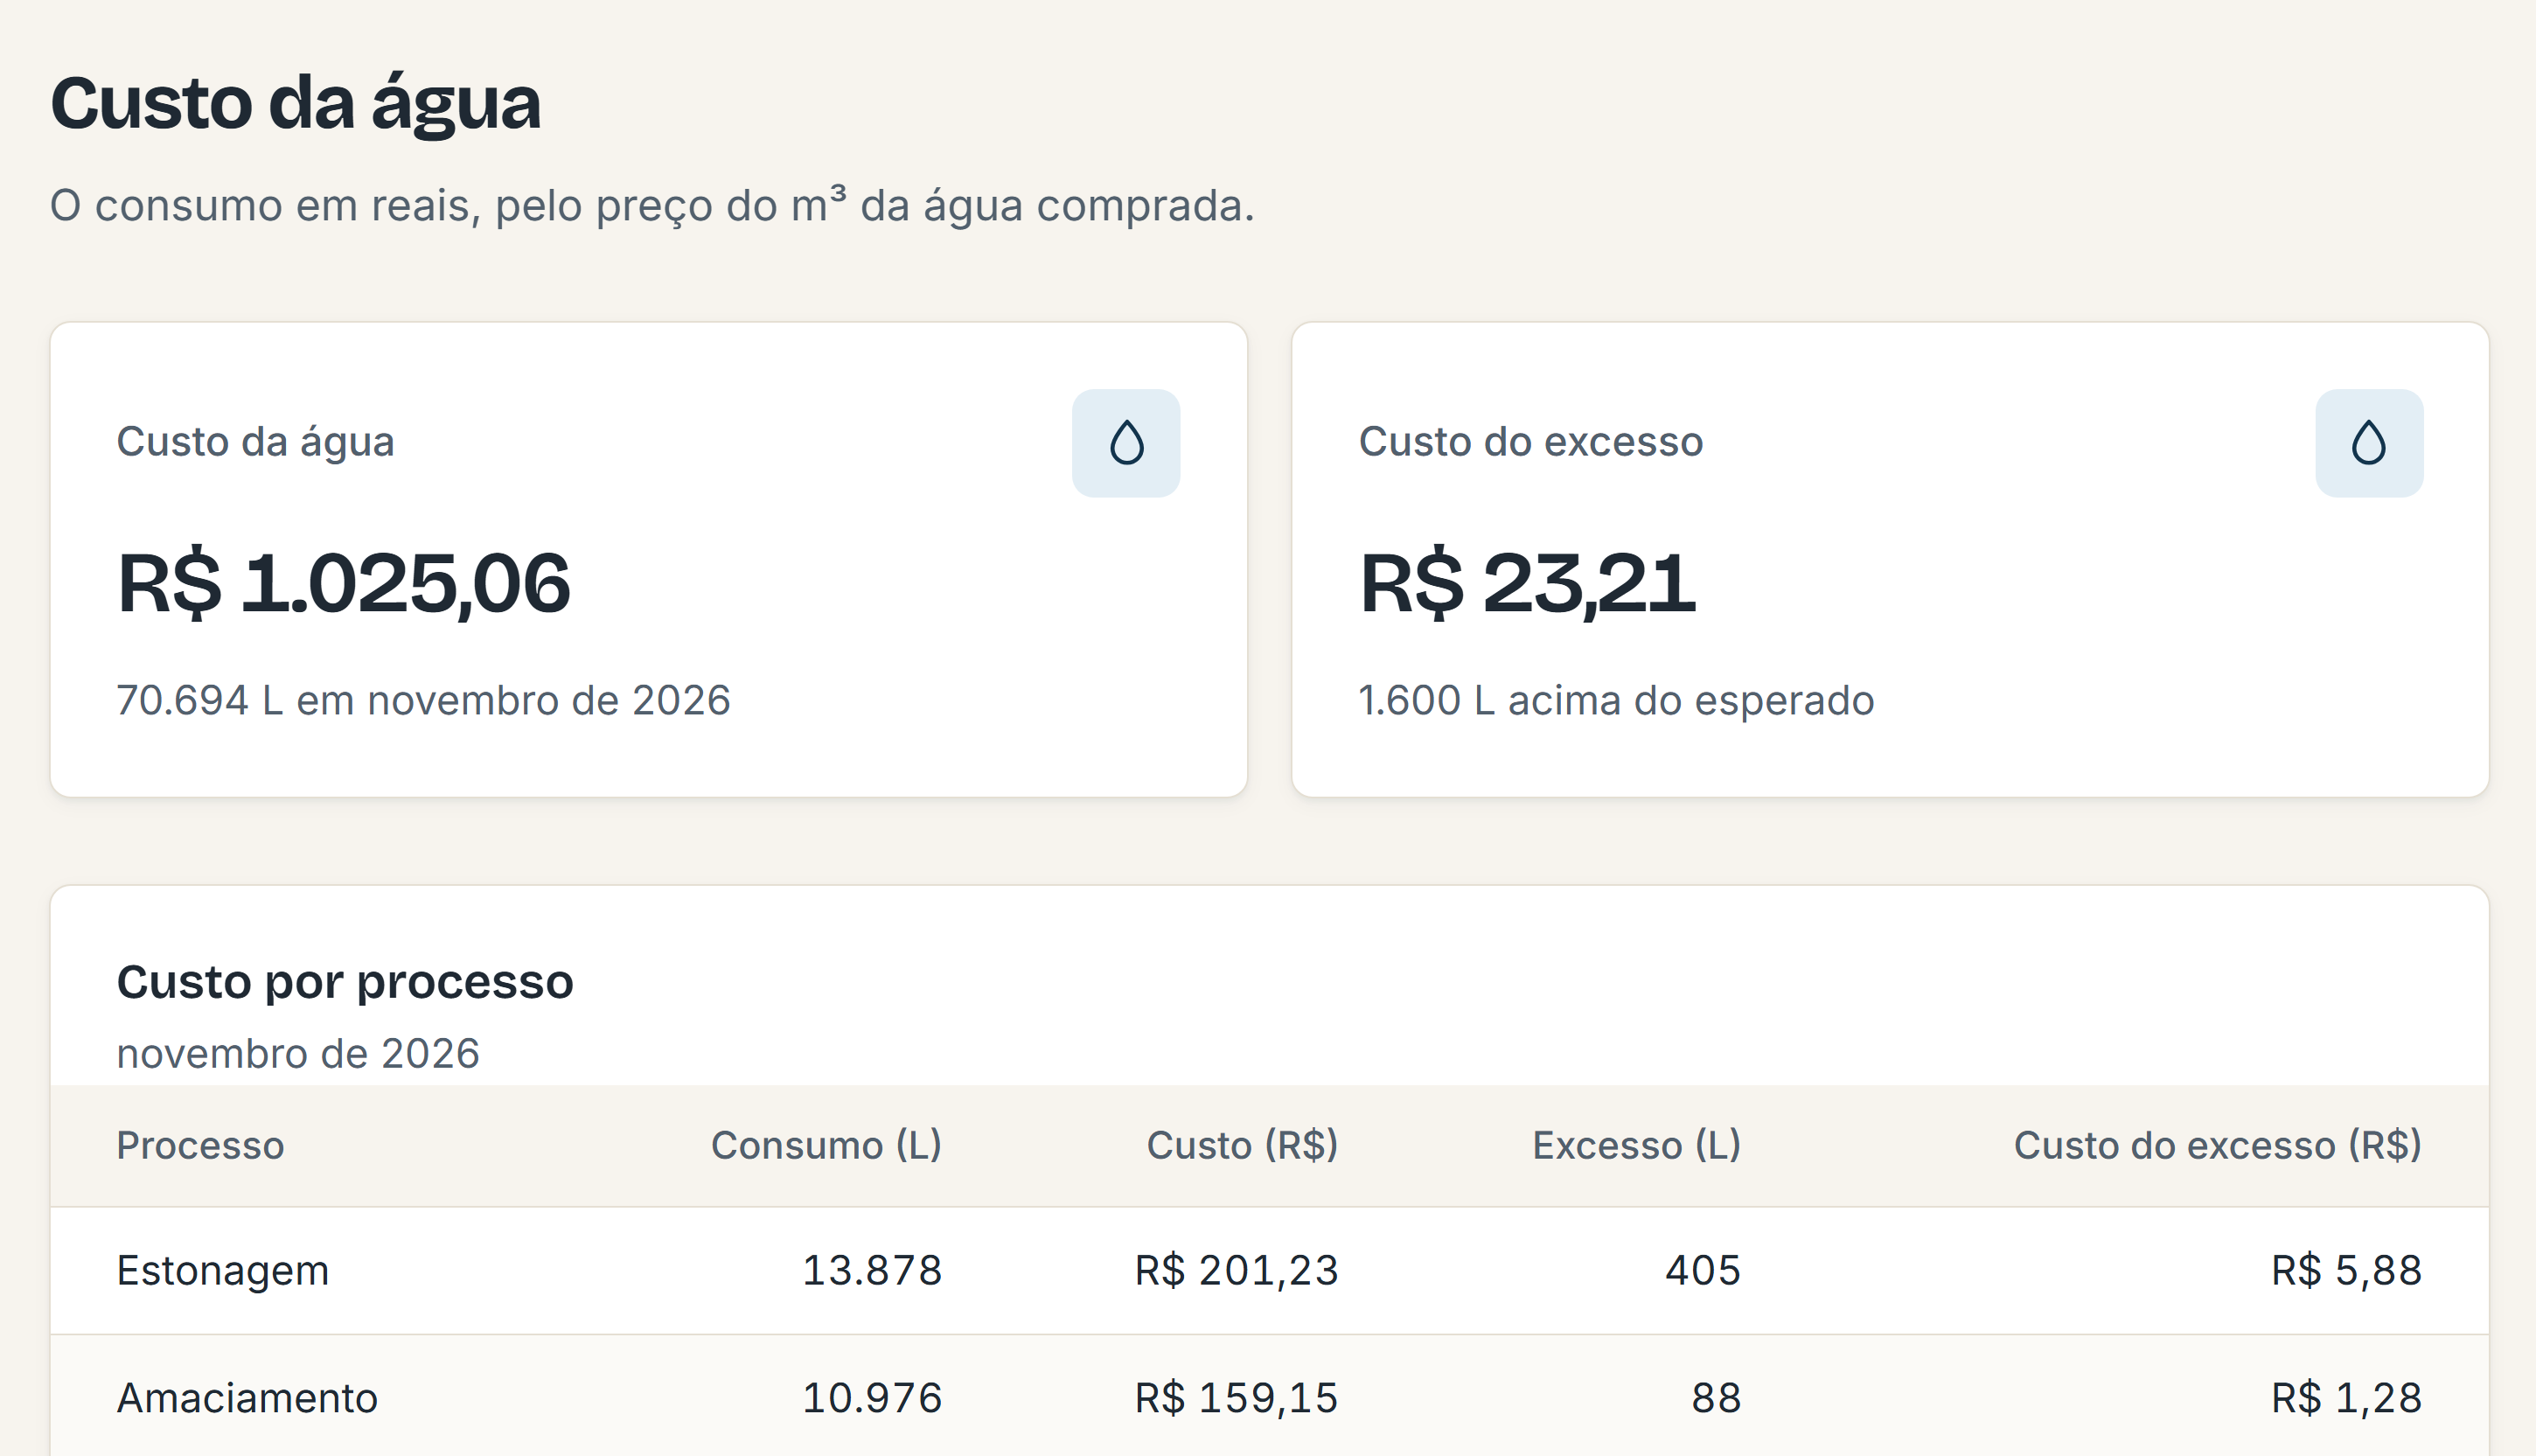 Custo da água
O consumo em reais, pelo preço do m³ da água comprada.
Custo da água
R$ 1.025,06
70.694 L em novembro de 2026
Custo do excesso
R$ 23,21
1.600 L acima do esperado
Custo por processo
novembro de 2026
Processo Consumo (L) Custo (R$) Excesso (L) Custo do excesso (R$)
Estonagem 13.878 R$ 201,23 405 R$ 5,88
Amaciamento 10.976 R$ 159,15 88 R$ 1,28